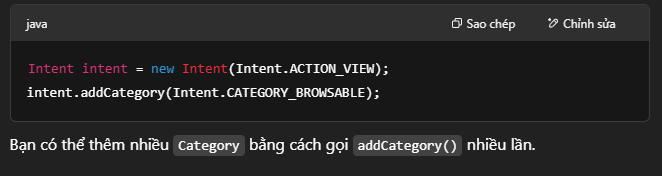 java
Sao chép
Chỉnh sửa
Intent intent = new Intent(Intent.ACTION_VIEW);
intent.addCategory(Intent.CATEGORY_BROWSABLE);
Bạn có thể thêm nhiều Category bằng cách gọi addCategory() nhiều lần.